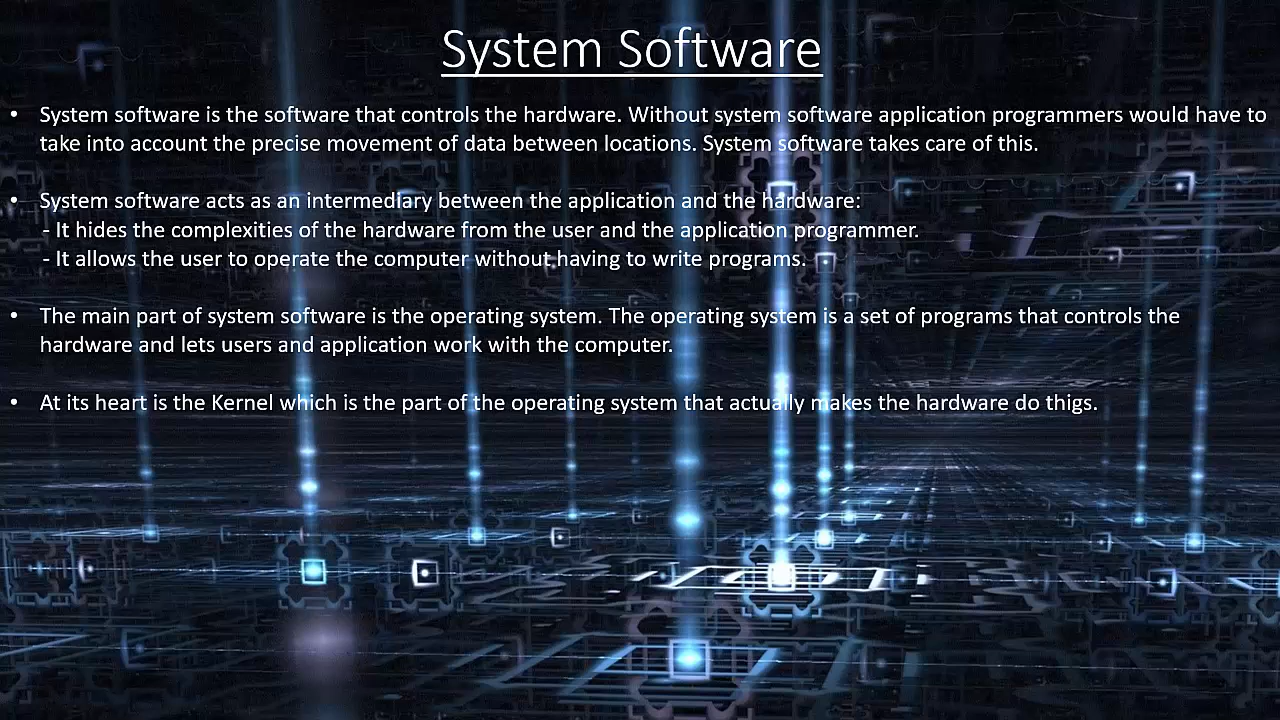 System Software
• System software is the software that controls the hardware. Without system software application programmers would have to
take into account the precise movement of data between locations. System software takes care of this.
• System software acts as an intermediary between the application and the hardware:
- It hides the complexities of the hardware from the user and the application programmer.
- It allows the user to operate the computer without having to write programs.
• The main part of system software is the operating system. The operating system is a set of programs that controls the
hardware and lets users and application work with the computer.
• At its heart is the Kernel which is the part of the operating system that actually makes the hardware do thigs.